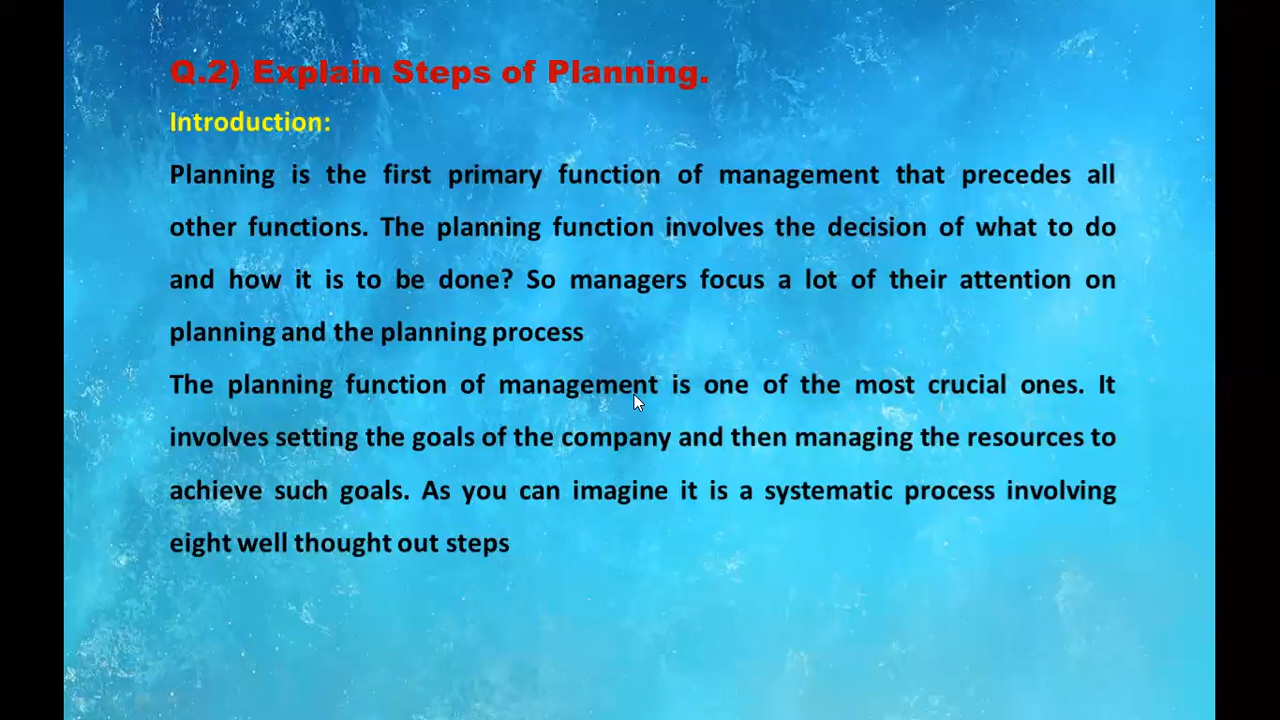 Q.2) Explain Steps of Planning.
Introduction:
Planning is the first primary function of management that precedes all
other functions. The planning function involves the decision of what to do
and how it is to be done? So managers focus a lot of their attention on
planning and the planning process
The planning function of management is one of the most crucial ones. It
involves setting the goals of the company and then managing the resources to
achieve such goals. As you can imagine it is a systematic process involving
eight well thought out steps